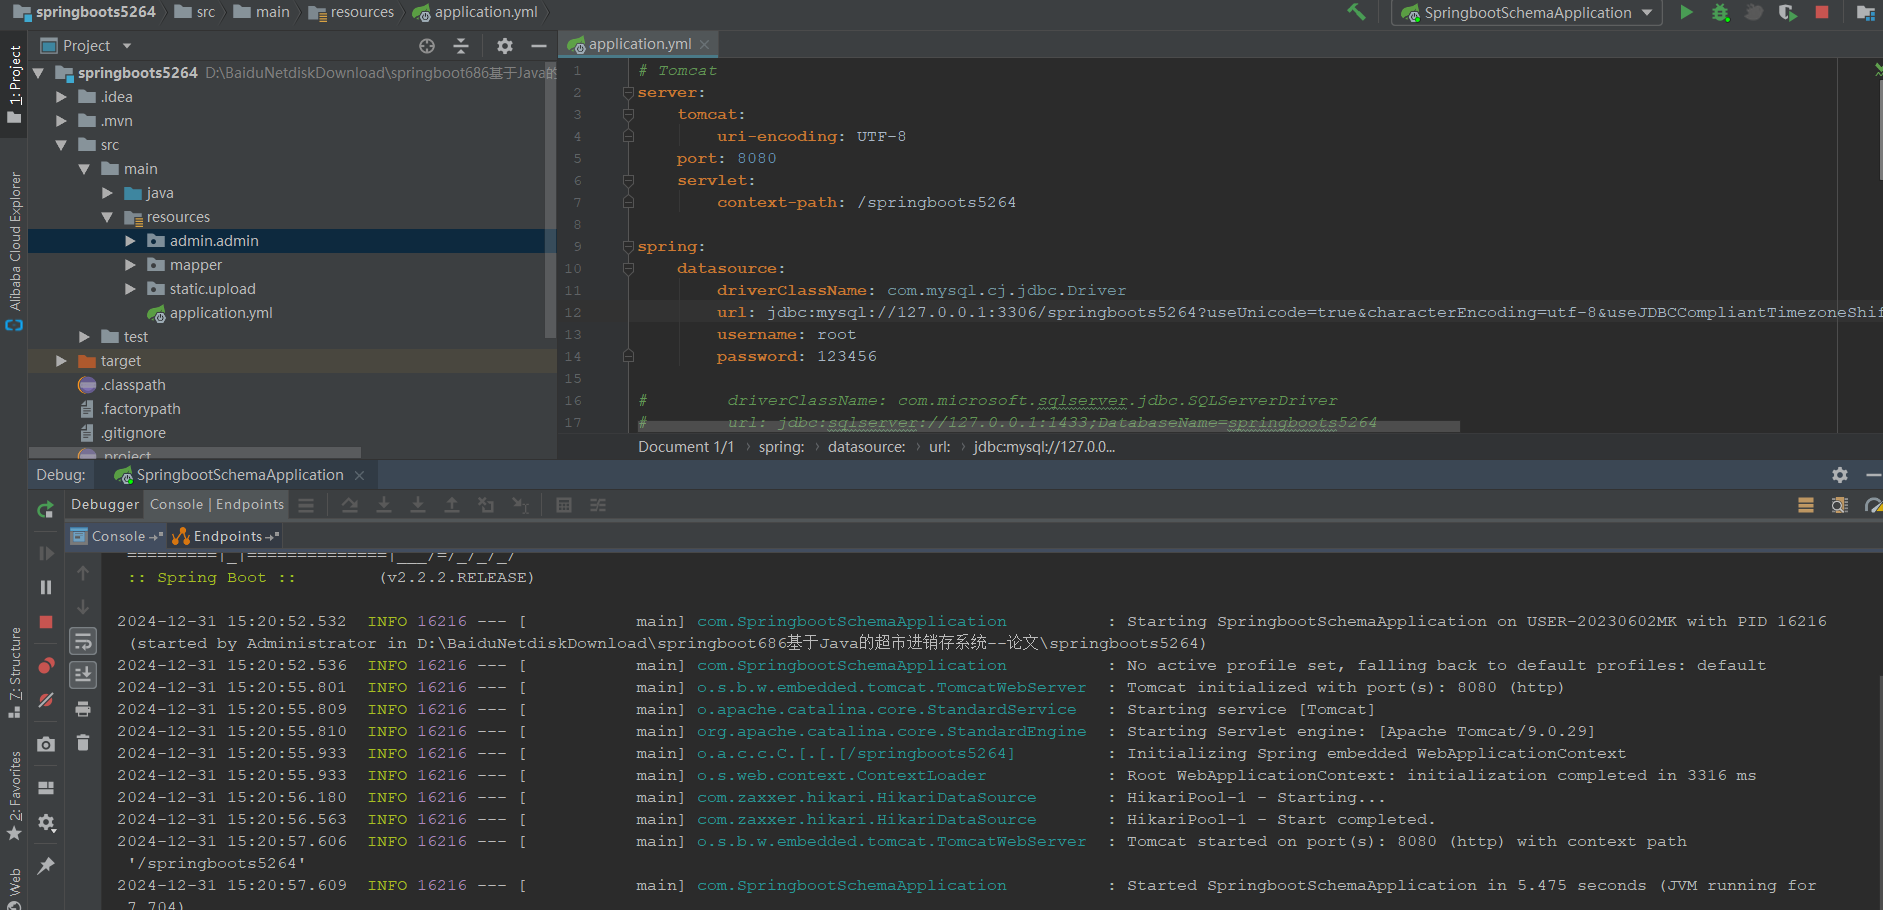 springboots5264 src main resources application.yml SpringbootSchemaApplication
1: Project
Alibaba Cloud Explorer
7: Structure
2: Favorites
Web
Project
springboots5264 D:\BaiduNetdiskDownload\springboot686基于Java的
.idea
.mvn
src
main
java
resources
admin.admin
mapper
static.upload
application.yml
test
target
.classpath
.factorypath
.gitignore
.project
application.yml
1 # Tomcat
2 server:
3 tomcat:
4 uri-encoding: UTF-8
5 port: 8080
6 servlet:
7 context-path: /springboots5264
8
9 spring:
10 datasource:
11 driverClassName: com.mysql.cj.jdbc.Driver
12 url: jdbc:mysql://127.0.0.1:3306/springboots5264?useUnicode=true&characterEncoding=utf-8&useJDBCCompliantTimezoneShif
13 username: root
14 password: 123456
15
16 # driverClassName: com.microsoft.sqlserver.jdbc.SQLServerDriver
17 # url: jdbc:sqlserver://127.0.0.1:1433;DatabaseName=springboots5264
Document 1/1 spring: datasource: url: jdbc:mysql://127.0.0...
Debug: SpringbootSchemaApplication
Debugger Console | Endpoints
Console Endpoints
=========|_|==============|___/=/_/_/_/
:: Spring Boot :: (v2.2.2.RELEASE)
2024-12-31 15:20:52.532 INFO 16216 --- [ main] com.SpringbootSchemaApplication : Starting SpringbootSchemaApplication on USER-20230602MK with PID 16216
(started by Administrator in D:\BaiduNetdiskDownload\springboot686基于Java的超市进销存系统--论文\springboots5264)
2024-12-31 15:20:52.536 INFO 16216 --- [ main] com.SpringbootSchemaApplication : No active profile set, falling back to default profiles: default
2024-12-31 15:20:55.801 INFO 16216 --- [ main] o.s.b.w.embedded.tomcat.TomcatWebServer : Tomcat initialized with port(s): 8080 (http)
2024-12-31 15:20:55.809 INFO 16216 --- [ main] o.apache.catalina.core.StandardService : Starting service [Tomcat]
2024-12-31 15:20:55.810 INFO 16216 --- [ main] org.apache.catalina.core.StandardEngine : Starting Servlet engine: [Apache Tomcat/9.0.29]
2024-12-31 15:20:55.933 INFO 16216 --- [ main] o.a.c.c.C.[.[.[/springboots5264] : Initializing Spring embedded WebApplicationContext
2024-12-31 15:20:55.933 INFO 16216 --- [ main] o.s.web.context.ContextLoader : Root WebApplicationContext: initialization completed in 3316 ms
2024-12-31 15:20:56.180 INFO 16216 --- [ main] com.zaxxer.hikari.HikariDataSource : HikariPool-1 - Starting...
2024-12-31 15:20:56.563 INFO 16216 --- [ main] com.zaxxer.hikari.HikariDataSource : HikariPool-1 - Start completed.
2024-12-31 15:20:57.606 INFO 16216 --- [ main] o.s.b.w.embedded.tomcat.TomcatWebServer : Tomcat started on port(s): 8080 (http) with context path
'/springboots5264'
2024-12-31 15:20:57.609 INFO 16216 --- [ main] com.SpringbootSchemaApplication : Started SpringbootSchemaApplication in 5.475 seconds (JVM running for
7.704)